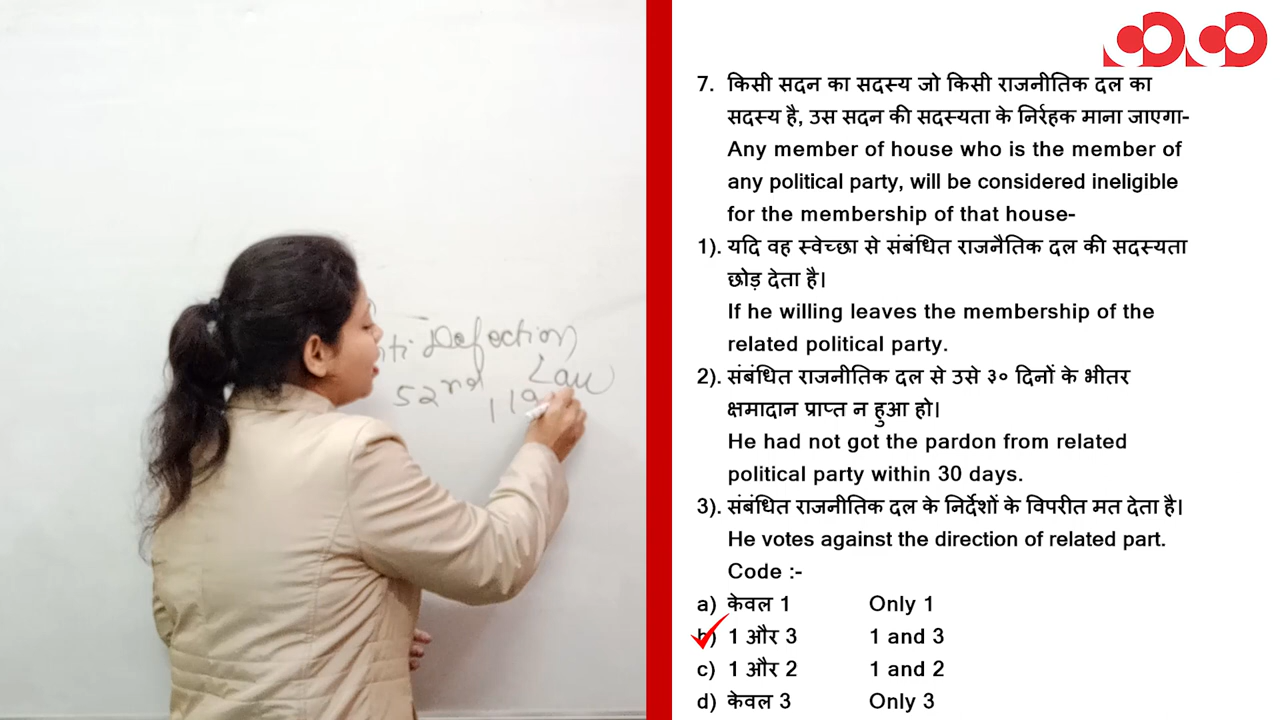 Defection
Law
52nd
7. किसी सदन का सदस्य जो किसी राजनीतिक दल का
सदस्य है, उस सदन की सदस्यता के निर्रहक माना जाएगा-
Any member of house who is the member of
any political party, will be considered ineligible
for the membership of that house-
1). यदि वह स्वेच्छा से संबंधित राजनैतिक दल की सदस्यता
छोड़ देता है।
If he willing leaves the membership of the
related political party.
2). संबंधित राजनीतिक दल से उसे ३० दिनों के भीतर
क्षमादान प्राप्त न हुआ हो।
He had not got the pardon from related
political party within 30 days.
3). संबंधित राजनीतिक दल के निर्देशों के विपरीत मत देता है।
He votes against the direction of related part.
Code :-
a) केवल 1 Only 1
b) 1 और 3 1 and 3
c) 1 और 2 1 and 2
d) केवल 3 Only 3